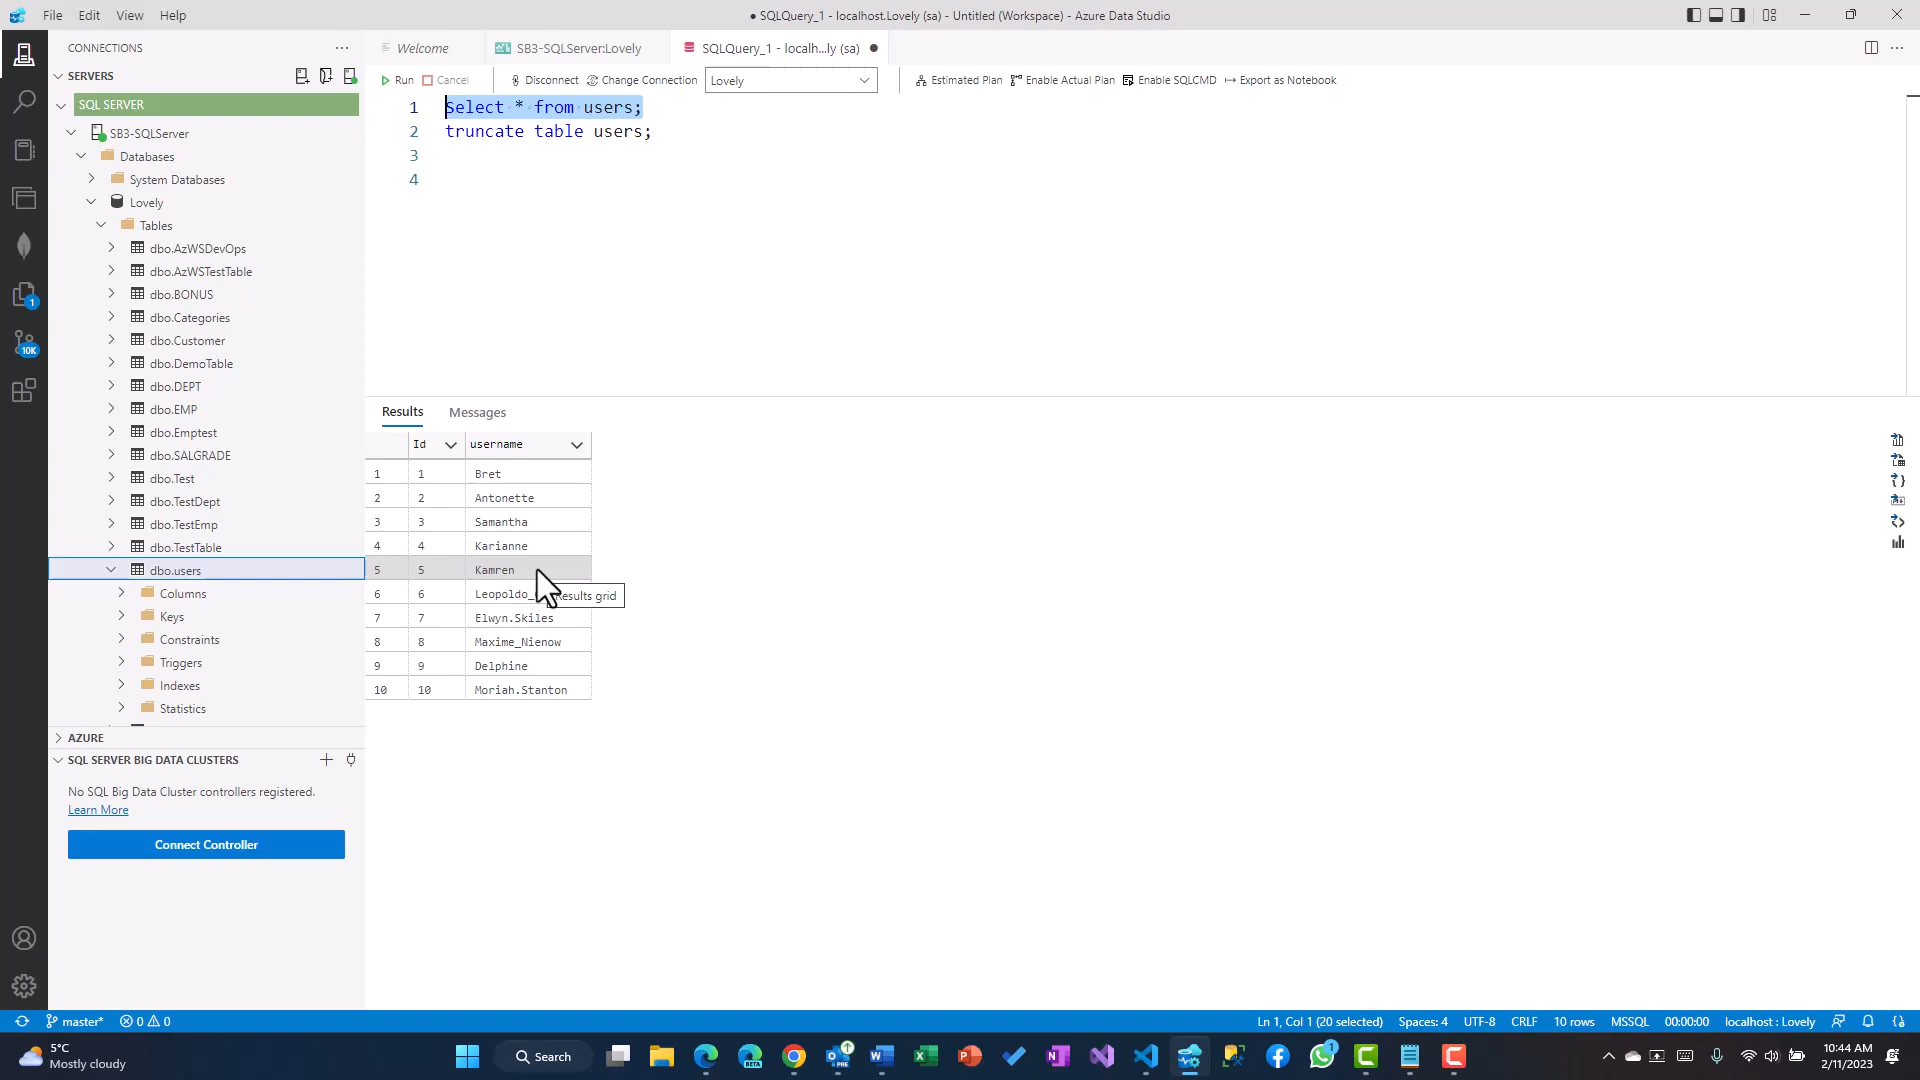 File Edit View Help
● SQLQuery_1 - localhost.Lovely (sa) - Untitled (Workspace) - Azure Data Studio
CONNECTIONS
SERVERS
SQL SERVER
SB3-SQLServer
Databases
System Databases
Lovely
Tables
dbo.AzWSDevOps
dbo.AzWSTestTable
dbo.BONUS
dbo.Categories
dbo.Customer
dbo.DemoTable
dbo.DEPT
dbo.EMP
dbo.Emptest
dbo.SALGRADE
dbo.Test
dbo.TestDept
dbo.TestEmp
dbo.TestTable
dbo.users
Columns
Keys
Constraints
Triggers
Indexes
Statistics
AZURE
SQL SERVER BIG DATA CLUSTERS
No SQL Big Data Cluster controllers registered.
Learn More
Connect Controller
1
10K
Welcome SB3-SQLServer:Lovely SQLQuery_1 - localh...ly (sa)
Run Cancel Disconnect Change Connection Lovely Estimated Plan Enable Actual Plan Enable SQLCMD Export as Notebook
1 Select * from users;
2 truncate table users;
3
4
Results Messages
Id username
1 1 Bret
2 2 Antonette
3 3 Samantha
4 4 Karianne
5 5 Kamren
6 6 Leopoldo_
7 7 Elwyn.Skiles
8 8 Maxime_Nienow
9 9 Delphine
10 10 Moriah.Stanton
grid
master* 0 0 Ln 1, Col 1 (20 selected) Spaces: 4 UTF-8 CRLF 10 rows MSSQL 00:00:00 localhost : Lovely
5°C
Mostly cloudy
Search
BETA
PRE
1
10:44 AM
2/11/2023